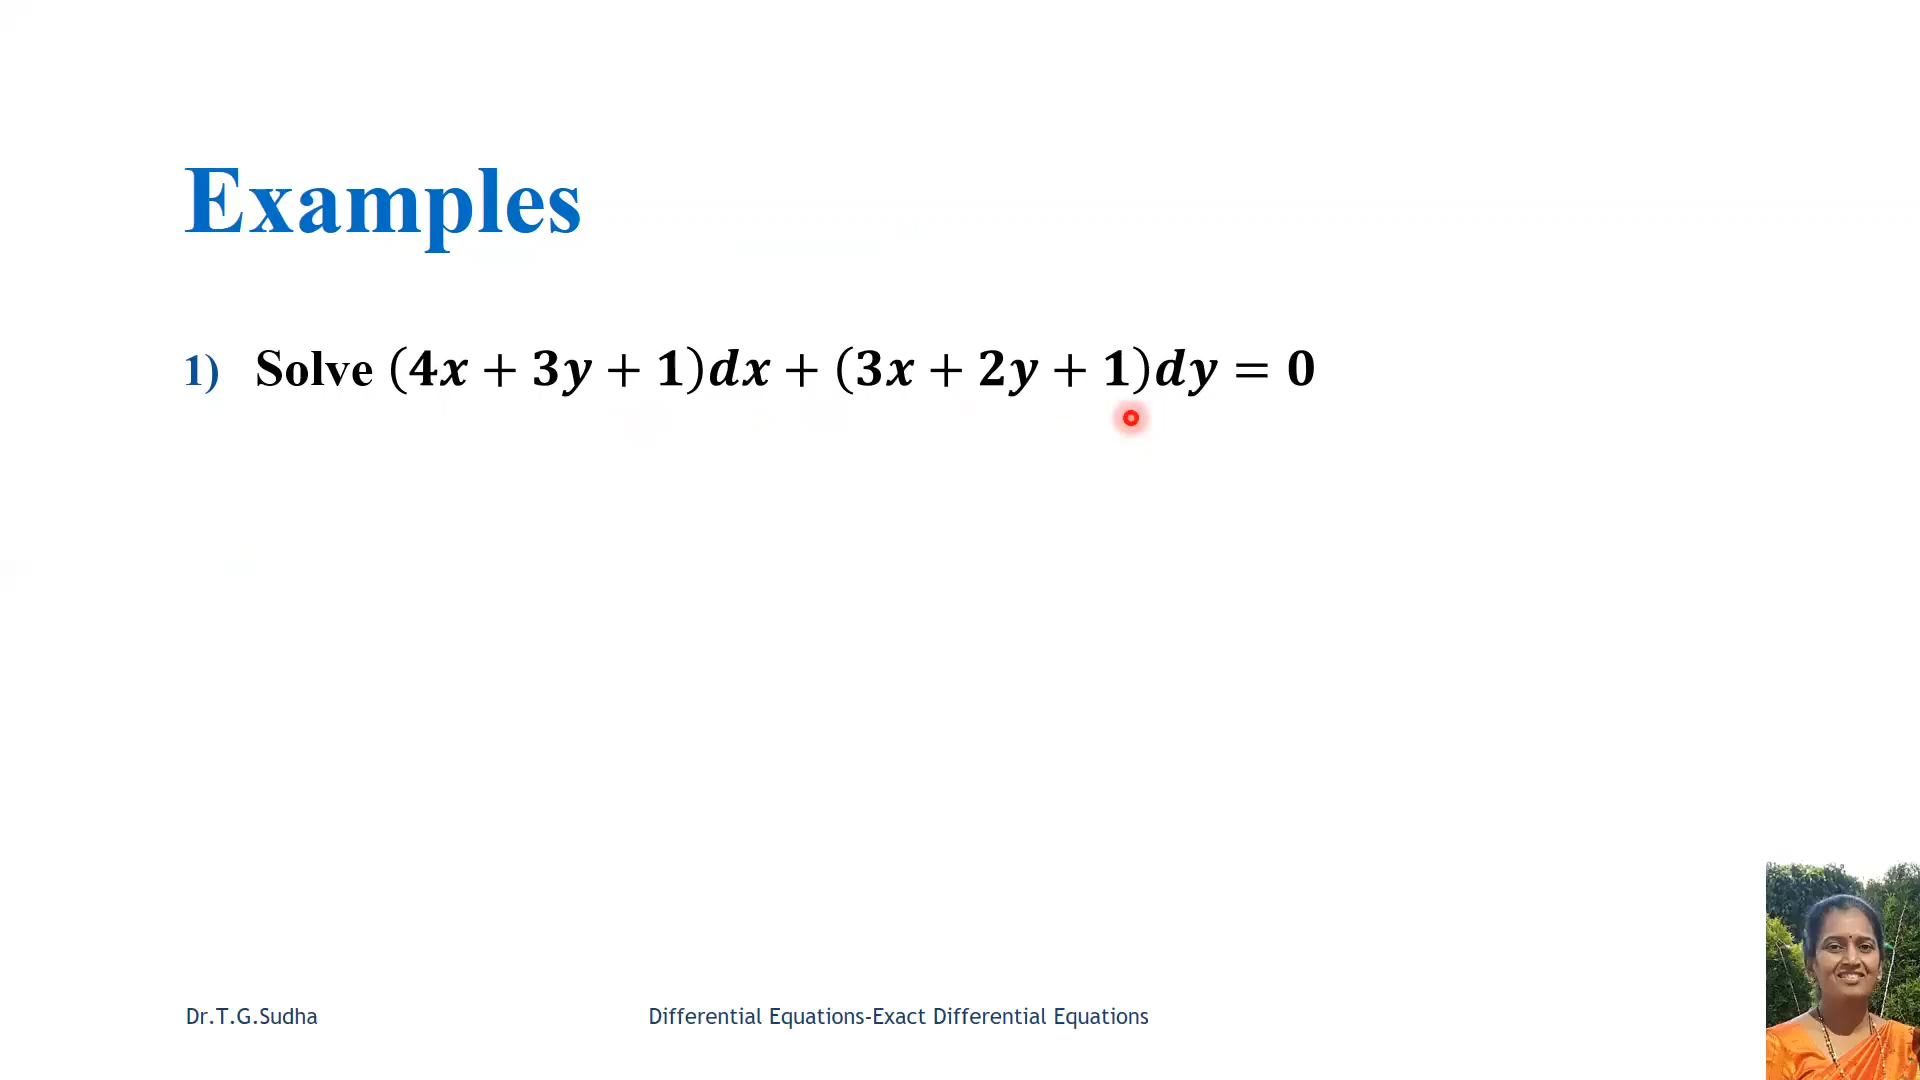 Examples
1) Solve (4x + 3y + 1)dx + (3x + 2y + 1)dy = 0
Dr.T.G.Sudha
Differential Equations-Exact Differential Equations